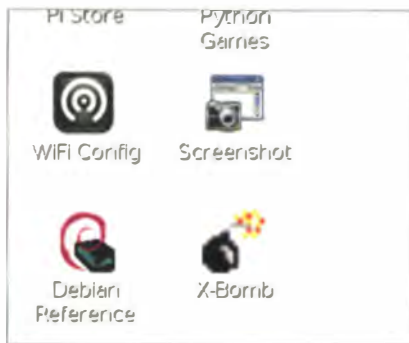 Pi Store
Python
Games
WiFi Config
Screenshot
Debian
Reference
X-Bomb